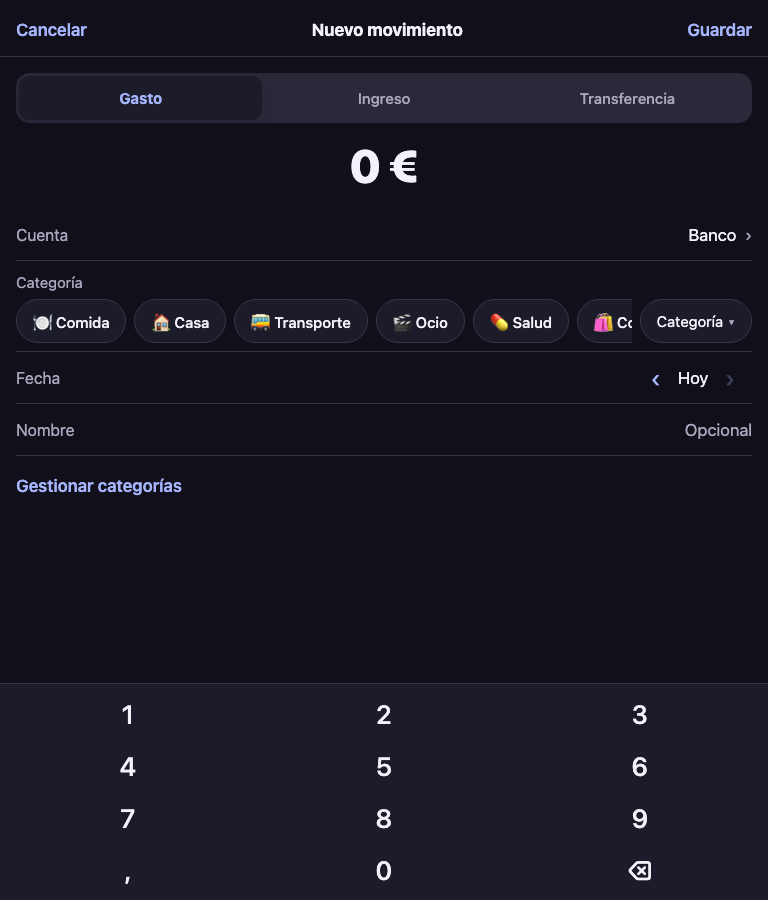 Cancelar Nuevo movimiento Guardar
Gasto Ingreso Transferencia
0 €
Cuenta Banco ›
Categoría
Comida Casa Transporte Ocio Salud Categoría ▾
Fecha ‹ Hoy ›
Nombre Opcional
Gestionar categorías
1 2 3
4 5 6
7 8 9
, 0